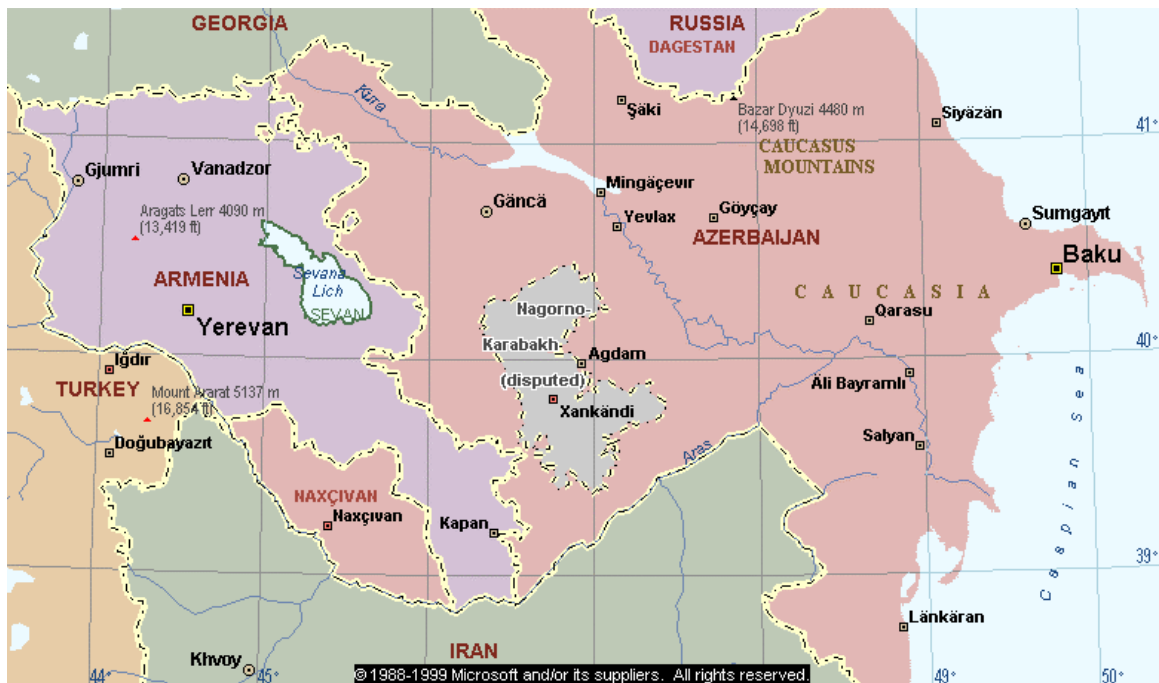 GEORGIA
RUSSIA
DAGESTAN
Kura
Şäki
Bazar Dyuzi 4480 m
(14,698 ft)
Siyäzän
41°
CAUCASUS
MOUNTAINS
Gjumri
Vanadzor
Mingäçevır
Gäncä
Yevlax
Göyçay
Sumgayıt
Aragats Lerr 4090 m
(13,419 ft)
AZERBAIJAN
Baku
ARMENIA
Sevana
Lich
SEVAN
CAUCASIA
Yerevan
Nagorno-
Karabakh-
(disputed)
Qarasu
Agdam
40°
Iğdır
TURKEY
Mount Ararat 5137 m
(16,854 ft)
Äli Bayramlı
Xankändi
Doğubayazıt
Aras
Salyan
Caspian sea
NAXÇIVAN
Naxçıvan
Kapan
39°
Länkäran
IRAN
Khvoy
44°
45°
© 1988-1999 Microsoft and/or its suppliers. All rights reserved.
49°
50°